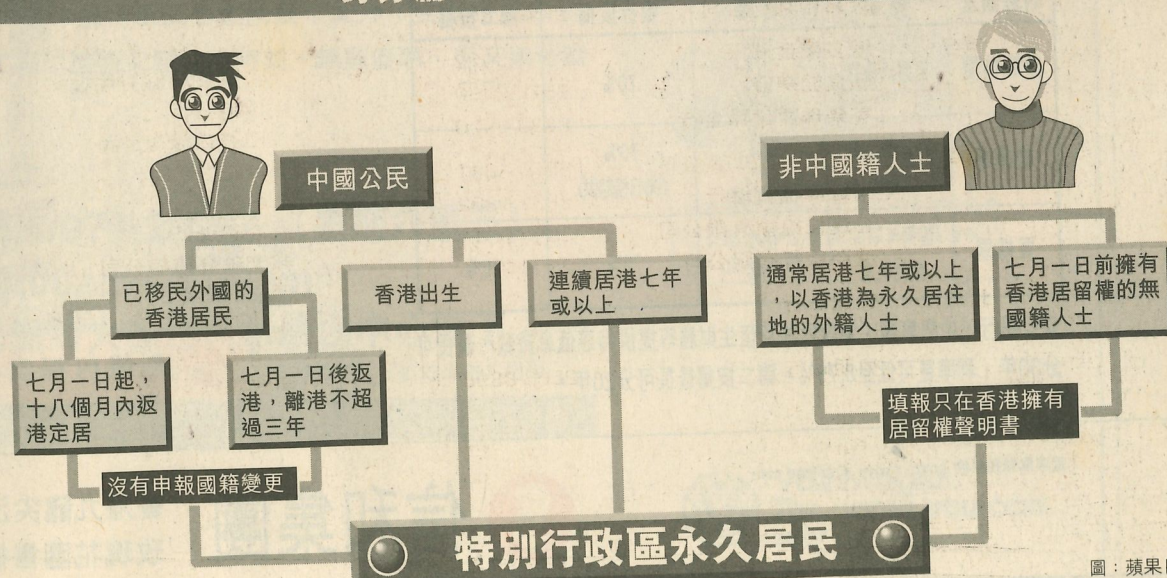 中國公民
非中國籍人士
已移民外國的
香港居民
香港出生
連續居港七年
或以上
通常居港七年或以上
，以香港為永久居住
地的外籍人士
七月一日前擁有
香港居留權的無
國籍人士
七月一日起，
十八個月內返
港定居
七月一日後返
港，離港不超
過三年
填報只在香港擁有
居留權聲明書
沒有申報國籍變更
特別行政區永久居民
圖：蘋果